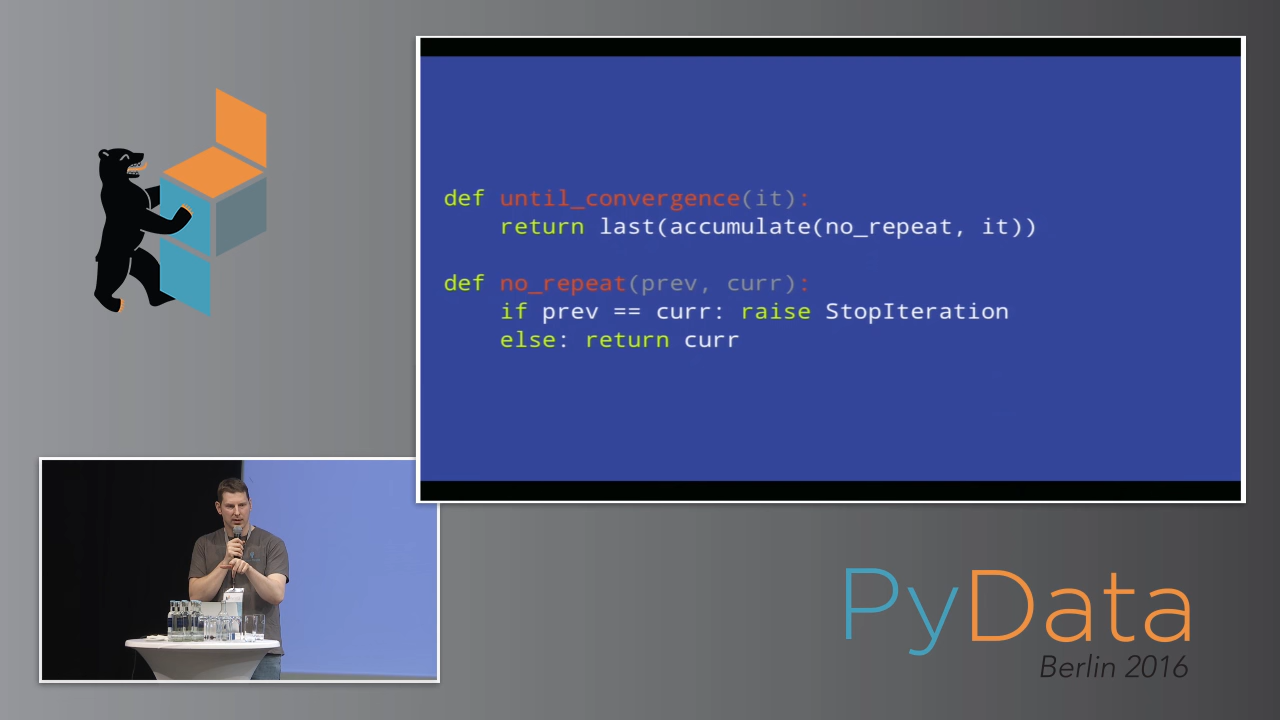 def until_convergence(it):
    return last(accumulate(no_repeat, it))
def no_repeat(prev, curr):
    if prev == curr: raise StopIteration
    else: return curr
PyData
Berlin 2016